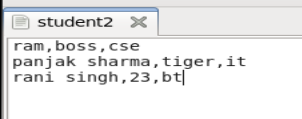 student2
ram,boss,cse
panjak sharma,tiger,it
rani singh,23,bt